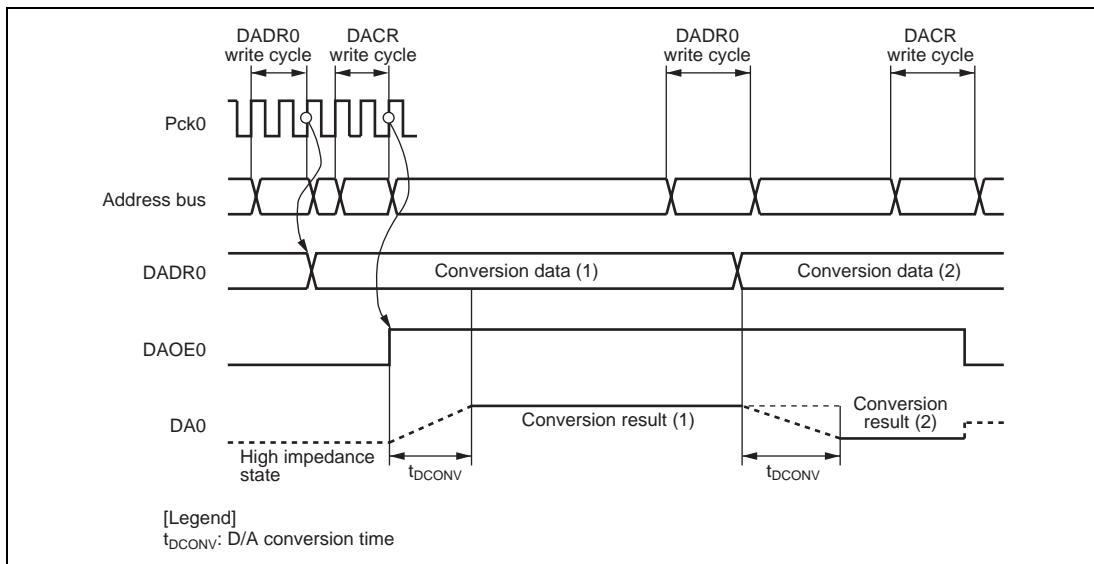 DADR0 write cycle
DACR write cycle
DADR0 write cycle
DACR write cycle
Pck0
Address bus
DADR0
Conversion data (1)
Conversion data (2)
DAOE0
DA0
Conversion result (1)
Conversion result (2)
High impedance state
tDCONV
tDCONV
[Legend]
tDCONV: D/A conversion time